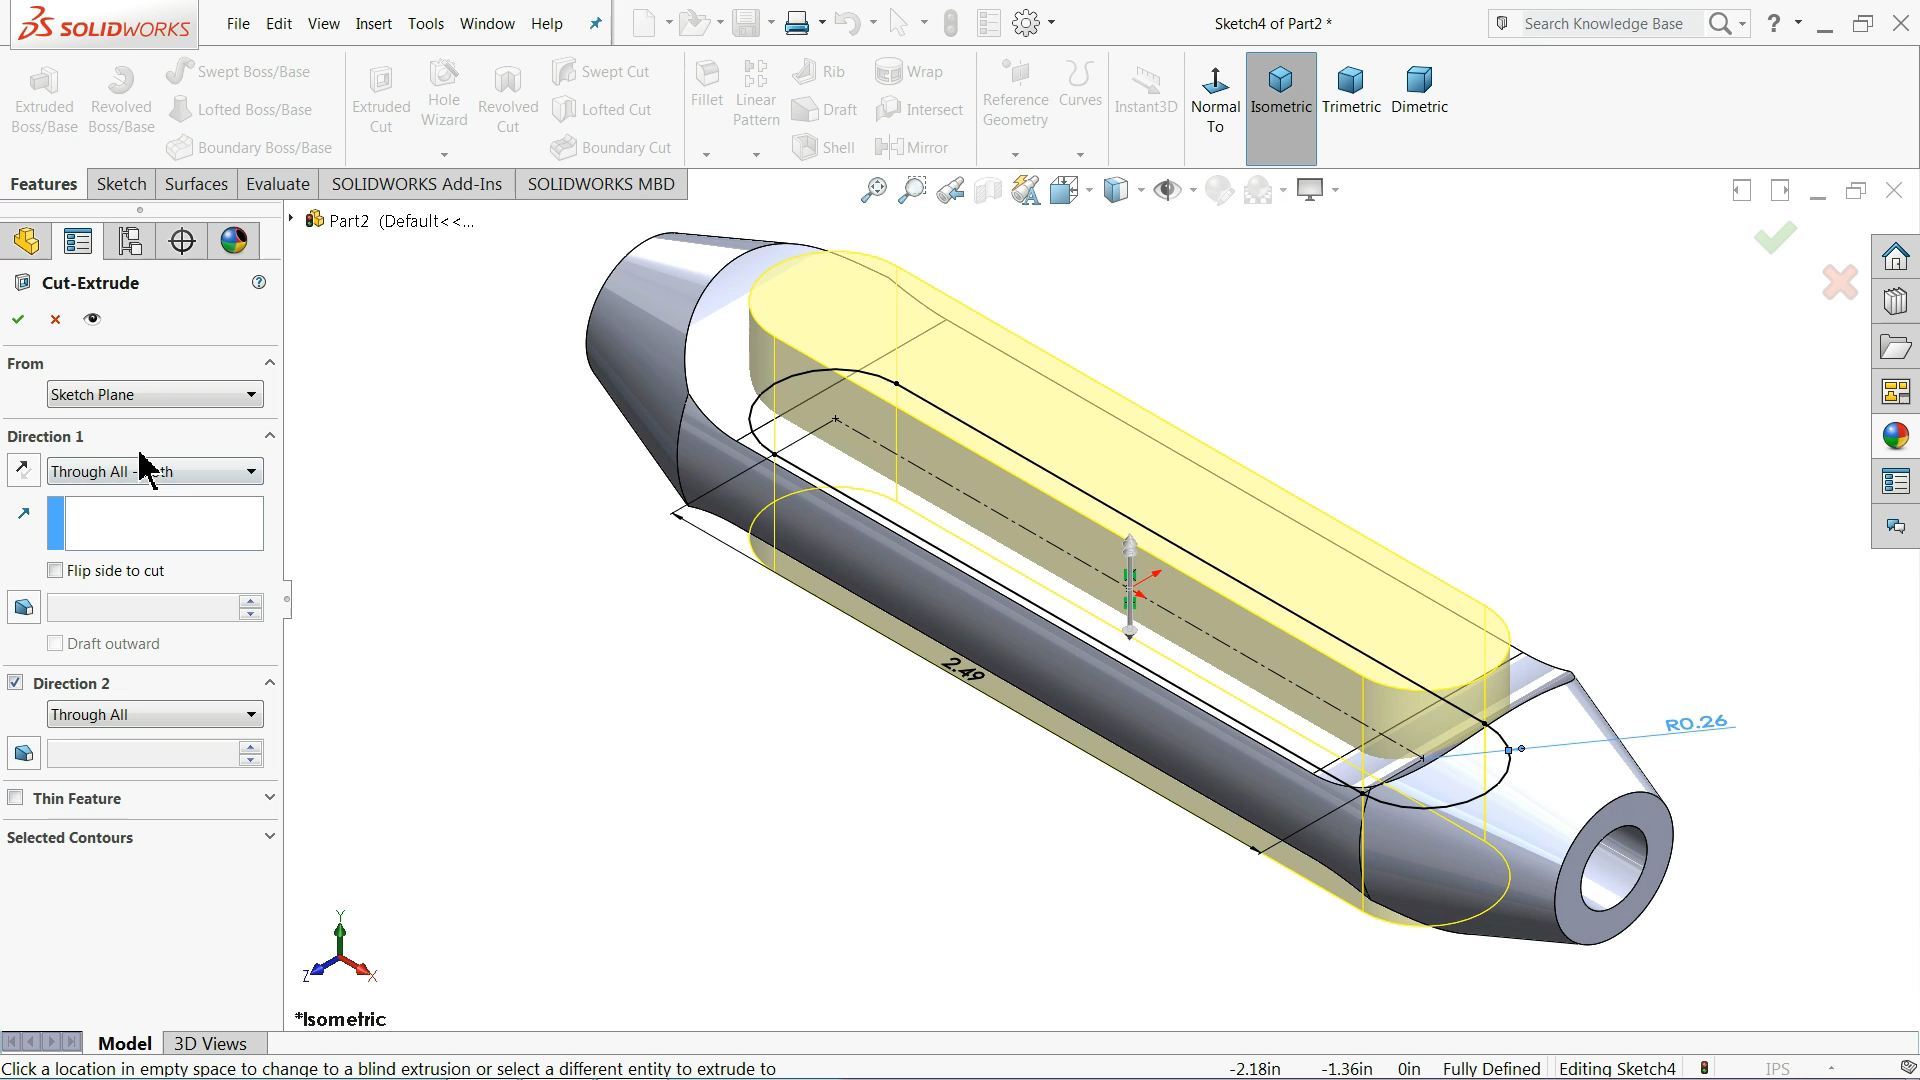 SOLIDWORKS
File Edit View Insert Tools Window Help
Sketch4 of Part2 *
Search Knowledge Base
Extruded Boss/Base
Revolved Boss/Base
Swept Boss/Base
Lofted Boss/Base
Boundary Boss/Base
Extruded Cut
Hole Wizard
Revolved Cut
Swept Cut
Lofted Cut
Boundary Cut
Fillet
Linear Pattern
Rib
Draft
Shell
Wrap
Intersect
Mirror
Reference Geometry
Curves
Instant3D
Normal To
Isometric
Trimetric
Dimetric
Features Sketch Surfaces Evaluate SOLIDWORKS Add-Ins SOLIDWORKS MBD
Part2 (Default<<...
Cut-Extrude
From
Sketch Plane
Direction 1
Through All -
Flip side to cut
Draft outward
Direction 2
Through All
Thin Feature
Selected Contours
2.49
R0.26
Y
Z
X
*Isometric
Model 3D Views
Click a location in empty space to change to a blind extrusion or select a different entity to extrude to
-2.18in -1.36in 0in Fully Defined Editing Sketch4 IPS